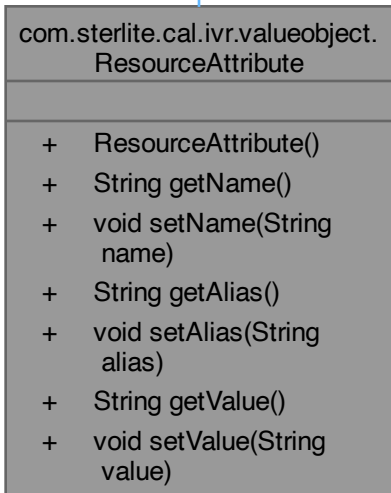 com.sterlite.cal.ivr.valueobject.
ResourceAttribute
+ ResourceAttribute()
+ String getName()
+ void setName(String
name)
+ String getAlias()
+ void setAlias(String
alias)
+ String getValue()
+ void setValue(String
value)